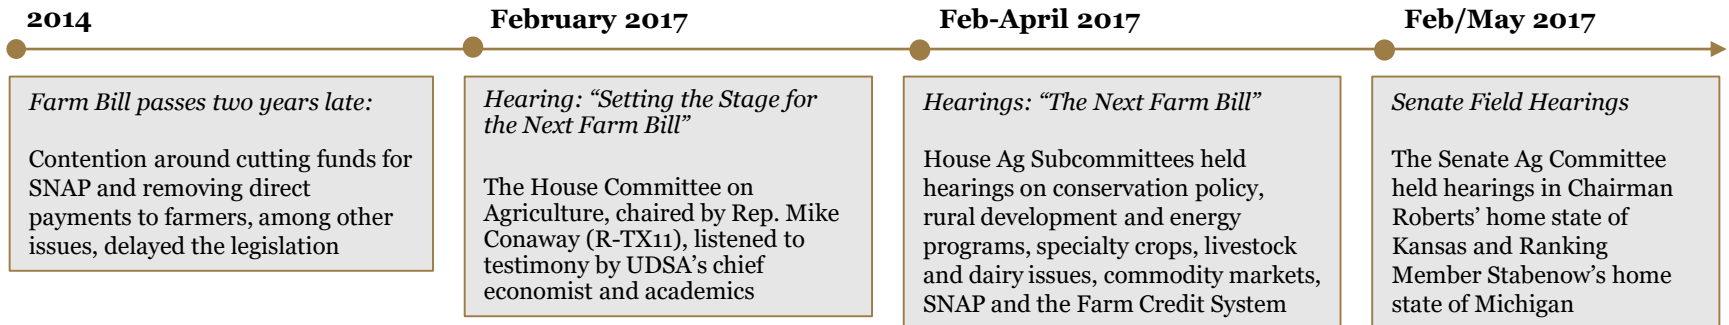 2014
Farm Bill passes two years late:
Contention around cutting funds for
SNAP and removing direct
payments to farmers, among other
issues, delayed the legislation
February 2017
Hearing: “Setting the Stage for
the Next Farm Bill”
The House Committee on
Agriculture, chaired by Rep. Mike
Conaway (R-TX11), listened to
testimony by UDSA’s chief
economist and academics
Feb-April 2017
Hearings: “The Next Farm Bill”
House Ag Subcommittees held
hearings on conservation policy,
rural development and energy
programs, specialty crops, livestock
and dairy issues, commodity markets,
SNAP and the Farm Credit System
Feb/May 2017
Senate Field Hearings
The Senate Ag Committee
held hearings in Chairman
Roberts’ home state of
Kansas and Ranking
Member Stabenow’s home
state of Michigan